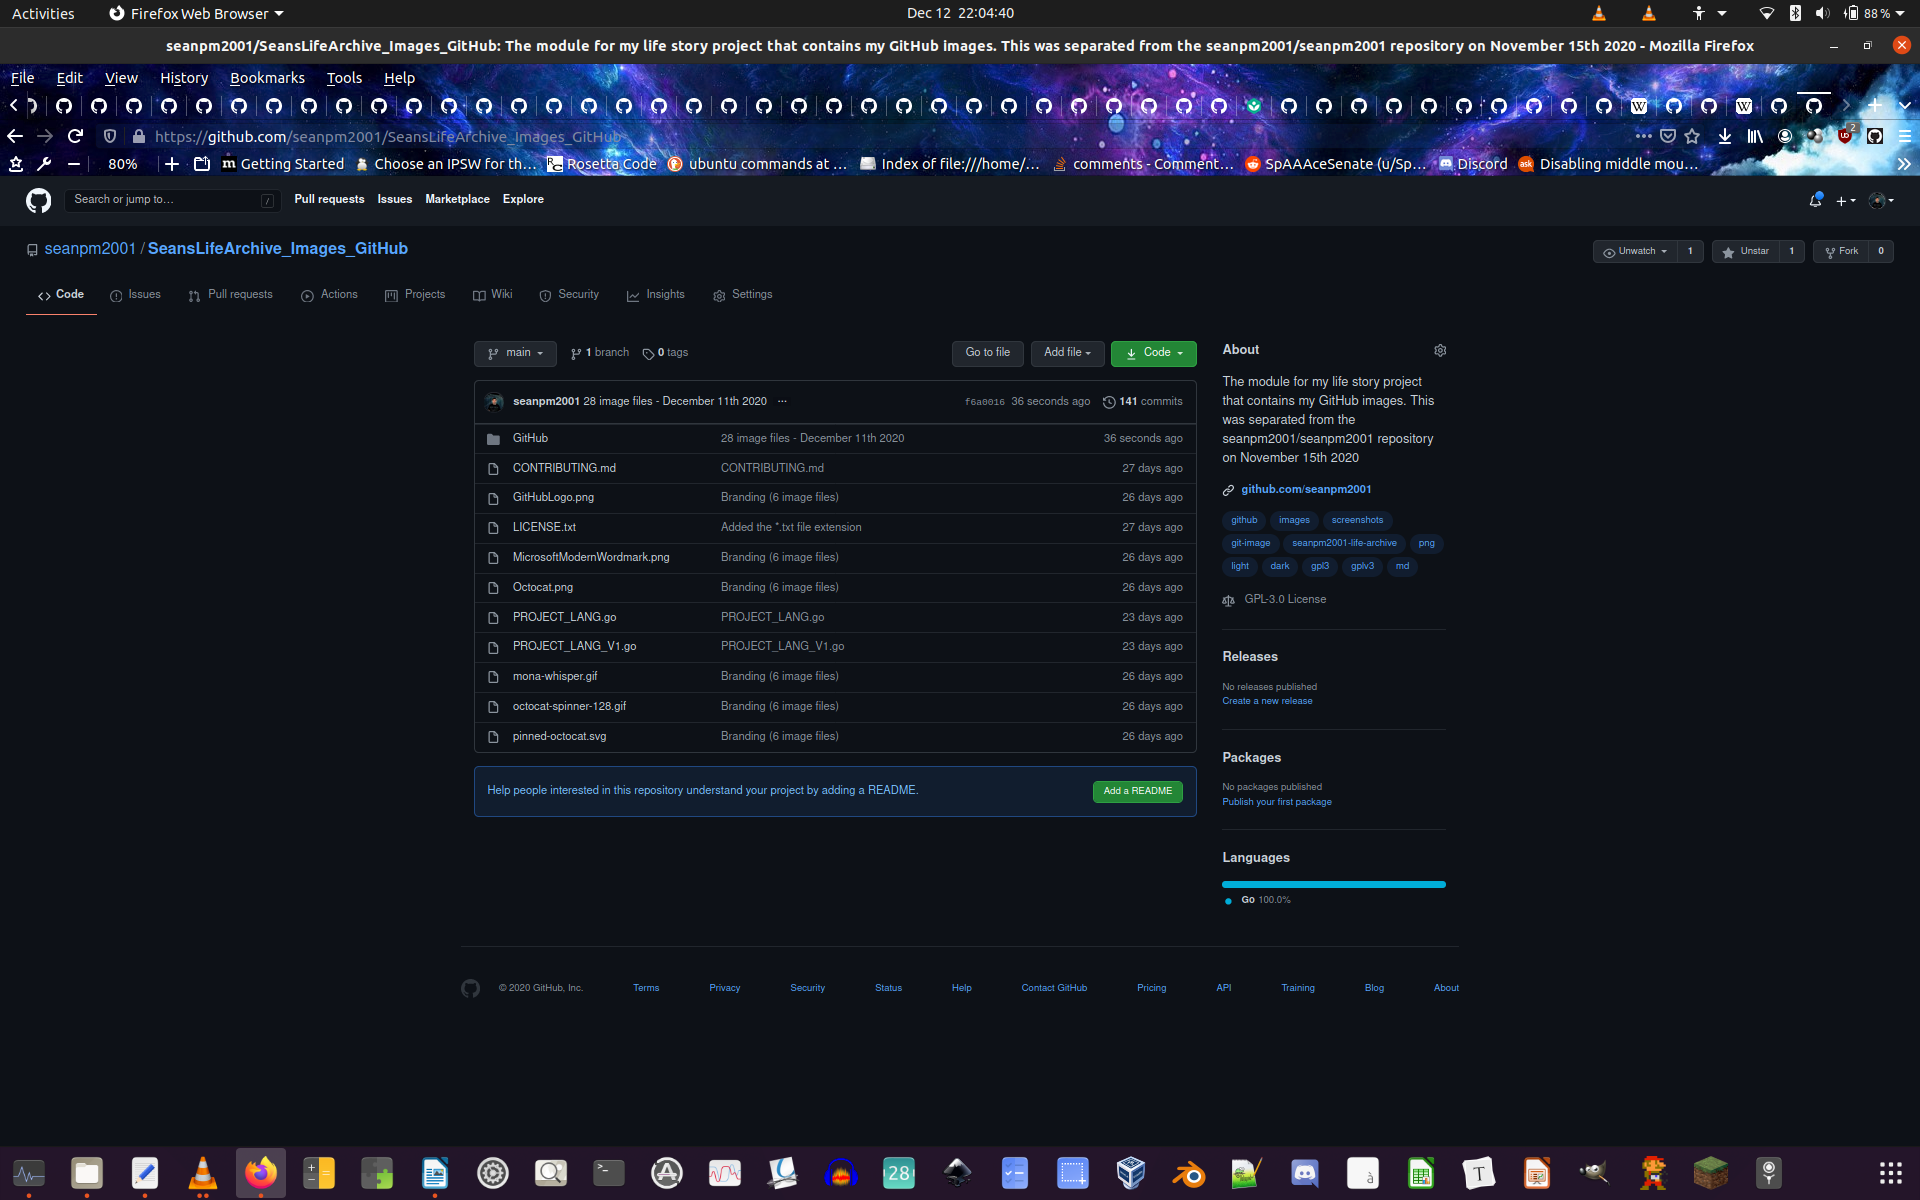 Activities
Firefox Web Browser
Dec 12 22:04:40
88 %
seanpm2001/SeansLifeArchive_Images_GitHub: The module for my life story project that contains my GitHub images. This was separated from the seanpm2001/seanpm2001 repository on November 15th 2020 - Mozilla Firefox
File Edit View History Bookmarks Tools Help
https://github.com/seanpm2001/SeansLifeArchive_Images_GitHub
80% Getting Started Choose an IPSW for th… Rosetta Code ubuntu commands at … Index of file:///home/… comments - Comment… SpAAAceSenate (u/Sp… Discord Disabling middle mou…
Search or jump to… / Pull requests Issues Marketplace Explore
seanpm2001 / SeansLifeArchive_Images_GitHub
Unwatch 1 Unstar 1 Fork 0
Code Issues Pull requests Actions Projects Wiki Security Insights Settings
main 1 branch 0 tags Go to file Add file Code
seanpm2001 28 image files - December 11th 2020 ··· f6a0016 36 seconds ago 141 commits
GitHub 28 image files - December 11th 2020 36 seconds ago
CONTRIBUTING.md CONTRIBUTING.md 27 days ago
GitHubLogo.png Branding (6 image files) 26 days ago
LICENSE.txt Added the *.txt file extension 27 days ago
MicrosoftModernWordmark.png Branding (6 image files) 26 days ago
Octocat.png Branding (6 image files) 26 days ago
PROJECT_LANG.go PROJECT_LANG.go 23 days ago
PROJECT_LANG_V1.go PROJECT_LANG_V1.go 23 days ago
mona-whisper.gif Branding (6 image files) 26 days ago
octocat-spinner-128.gif Branding (6 image files) 26 days ago
pinned-octocat.svg Branding (6 image files) 26 days ago
Help people interested in this repository understand your project by adding a README. Add a README
About
The module for my life story project
that contains my GitHub images. This
was separated from the
seanpm2001/seanpm2001 repository
on November 15th 2020
github.com/seanpm2001
github images screenshots
git-image seanpm2001-life-archive png
light dark gpl3 gplv3 md
GPL-3.0 License
Releases
No releases published
Create a new release
Packages
No packages published
Publish your first package
Languages
Go 100.0%
© 2020 GitHub, Inc. Terms Privacy Security Status Help Contact GitHub Pricing API Training Blog About
28